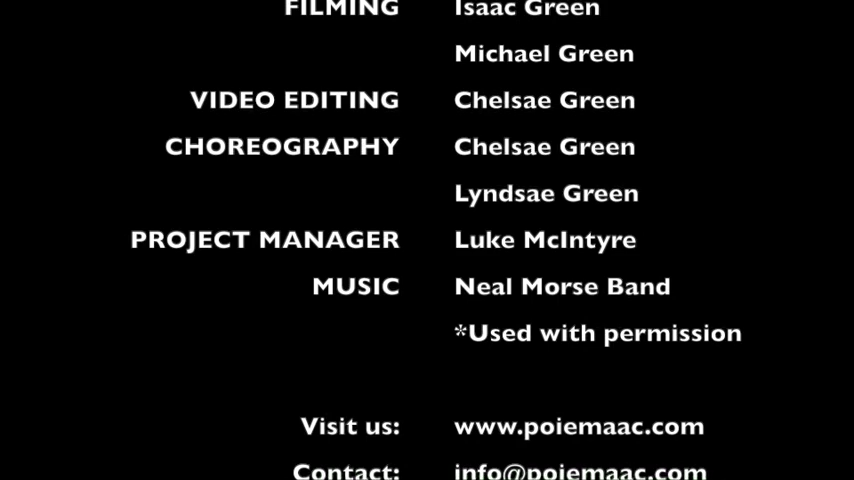 FILMING Isaac Green
Michael Green
VIDEO EDITING Chelsae Green
CHOREOGRAPHY Chelsae Green
Lyndsae Green
PROJECT MANAGER Luke McIntyre
MUSIC Neal Morse Band
*Used with permission
Visit us: www.poiemaac.com
Contact: info@poiemaac.com